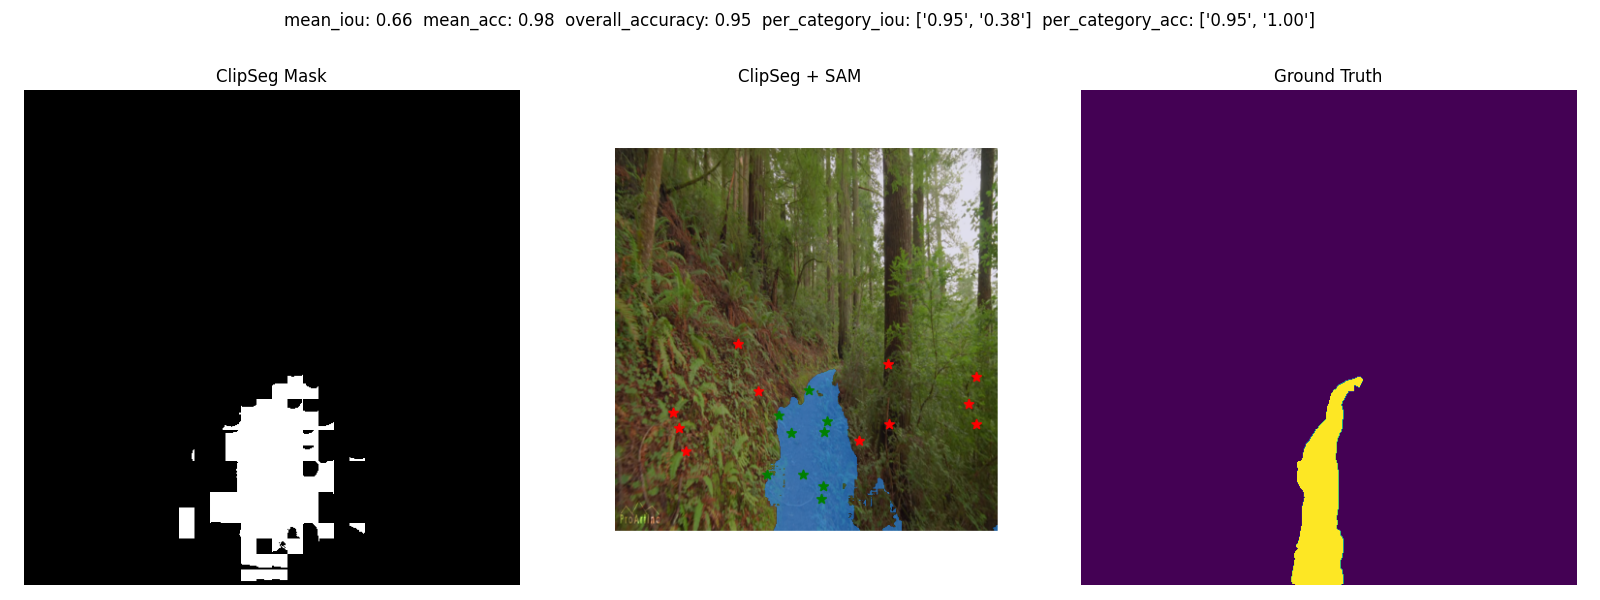 mean_iou: 0.66 mean_acc: 0.98 overall_accuracy: 0.95 per_category_iou: ['0.95', '0.38'] per_category_acc: ['0.95', '1.00']
ClipSeg Mask
ClipSeg + SAM
Ground Truth